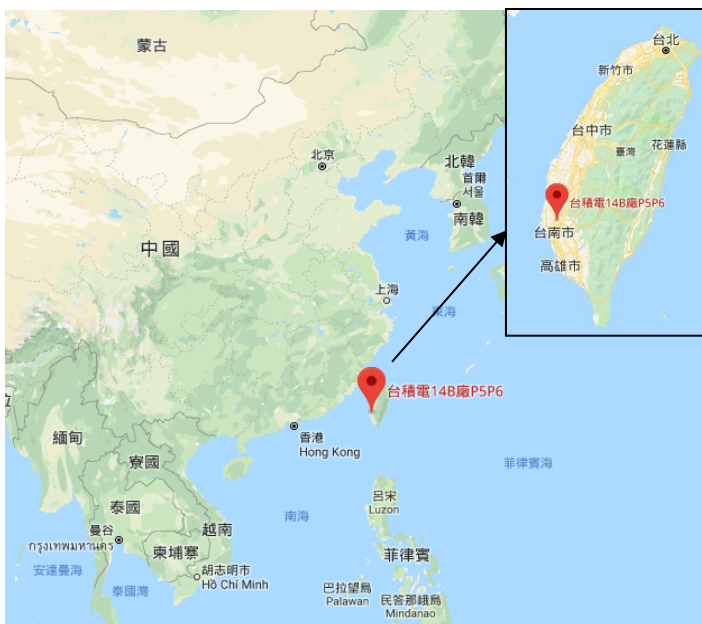 蒙古
北京
北韓
首爾
서울
南韓
中國
黃海
上海
東海
台積電14B廠P5P6
香港
Hong Kong
緬甸
寮國
菲律賓海
呂宋
Luzon
南海
泰國
曼谷
กรุงเทพมหานคร
越南
柬埔寨
菲律賓
安達曼海
胡志明市
Hồ Chí Minh
泰國灣
巴拉望島
Palawan
民答那峨島
Mindanao
台北
新竹市
台中市
臺灣
花蓮縣
台積電14B廠P5P6
台南市
高雄市